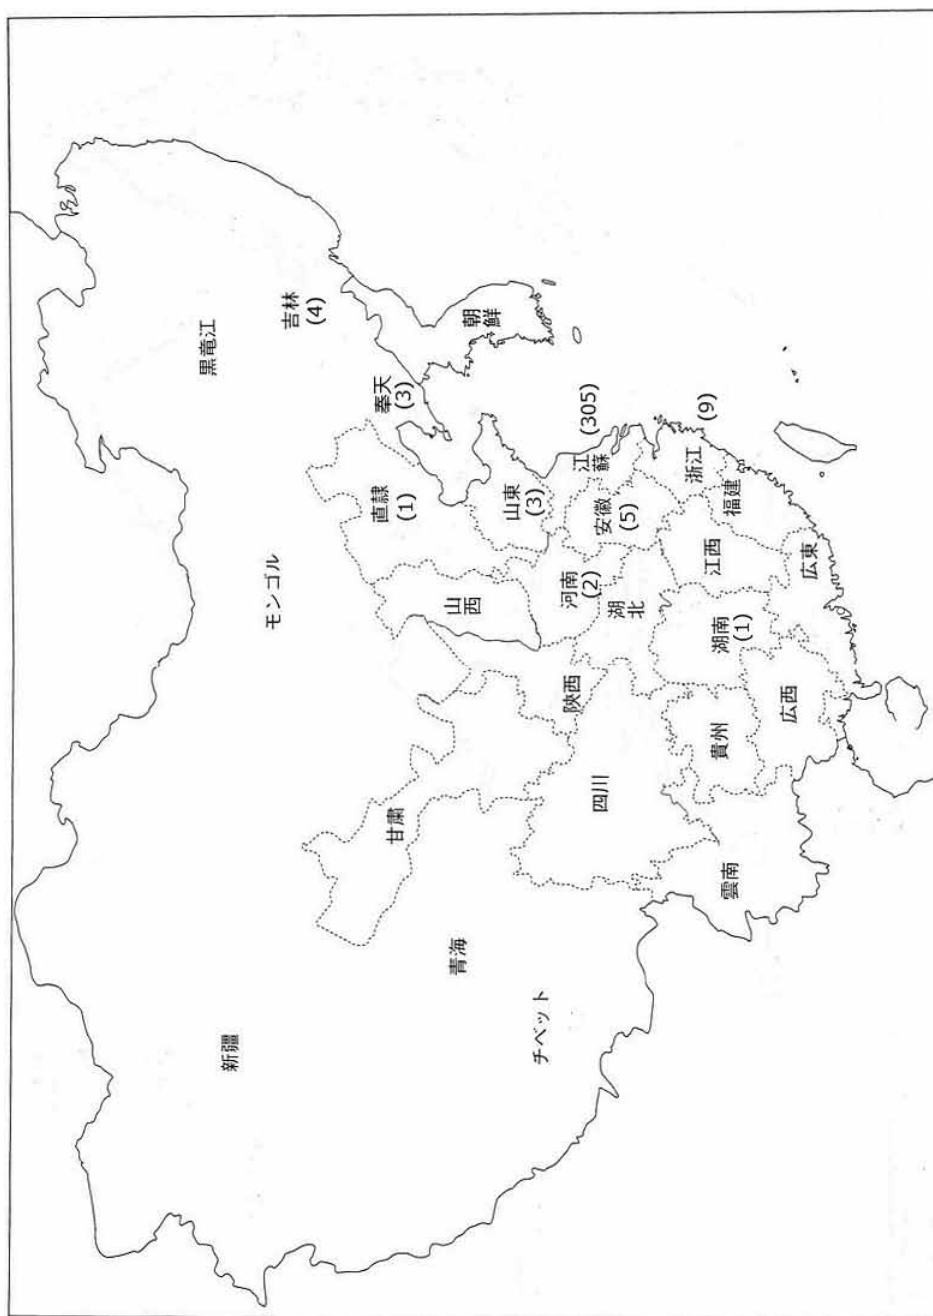 黒竜江
新疆
モンゴル
吉林
(4)
奉天
(3)
直隷
(1)
甘粛
青海
山
西
朝
鮮
山東
(3)
チベット
陝西
河南
(2)
江
蘇
(305)
安徽
(5)
四川
湖
北
浙江
(9)
江西
湖南
(1)
貴州
雲南
福建
広西
広東